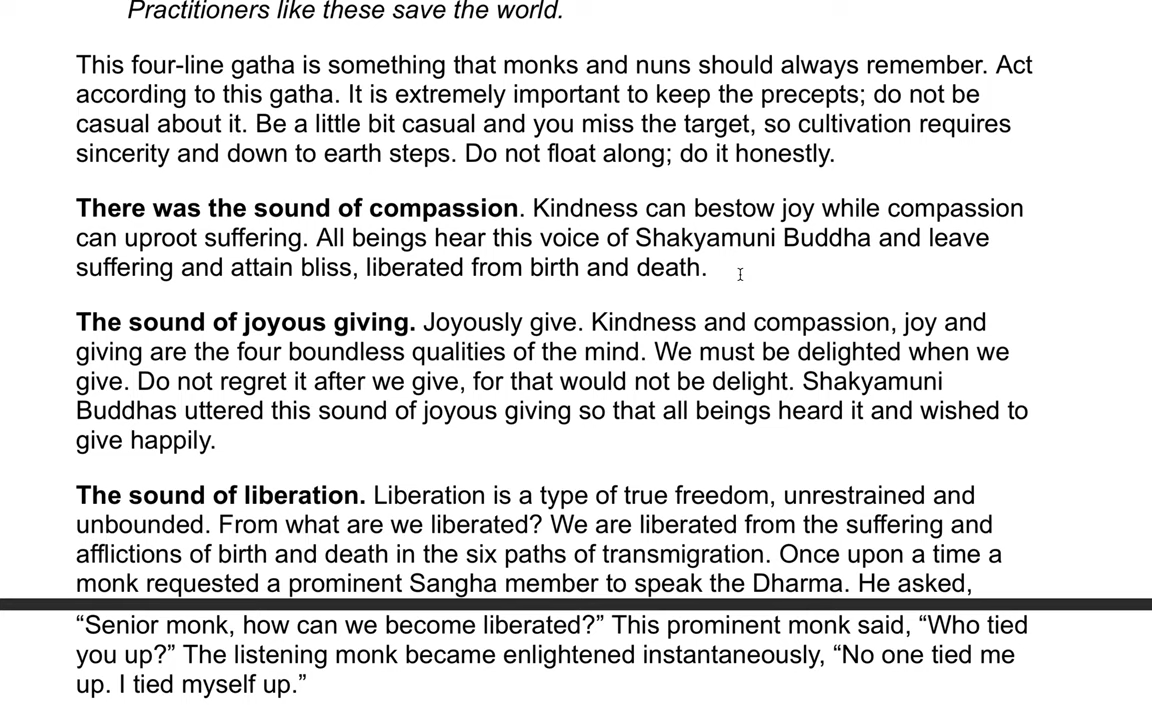 Practitioners like these save the world.
This four-line gatha is something that monks and nuns should always remember. Act
according to this gatha. It is extremely important to keep the precepts; do not be
casual about it. Be a little bit casual and you miss the target, so cultivation requires
sincerity and down to earth steps. Do not float along; do it honestly.
There was the sound of compassion. Kindness can bestow joy while compassion
can uproot suffering. All beings hear this voice of Shakyamuni Buddha and leave
suffering and attain bliss, liberated from birth and death.
The sound of joyous giving. Joyously give. Kindness and compassion, joy and
giving are the four boundless qualities of the mind. We must be delighted when we
give. Do not regret it after we give, for that would not be delight. Shakyamuni
Buddhas uttered this sound of joyous giving so that all beings heard it and wished to
give happily.
The sound of liberation. Liberation is a type of true freedom, unrestrained and
unbounded. From what are we liberated? We are liberated from the suffering and
afflictions of birth and death in the six paths of transmigration. Once upon a time a
monk requested a prominent Sangha member to speak the Dharma. He asked,
“Senior monk, how can we become liberated?” This prominent monk said, “Who tied
you up?” The listening monk became enlightened instantaneously, “No one tied me
up. I tied myself up.”